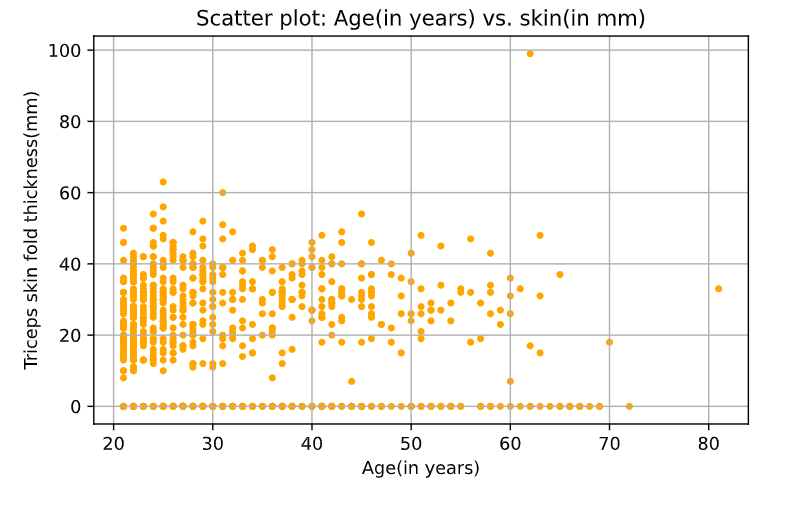 Scatter plot: Age(in years) vs. skin(in mm)
100
80
60
40
20
0
Triceps skin fold thickness(mm)
20 30 40 50 60 70 80
Age(in years)